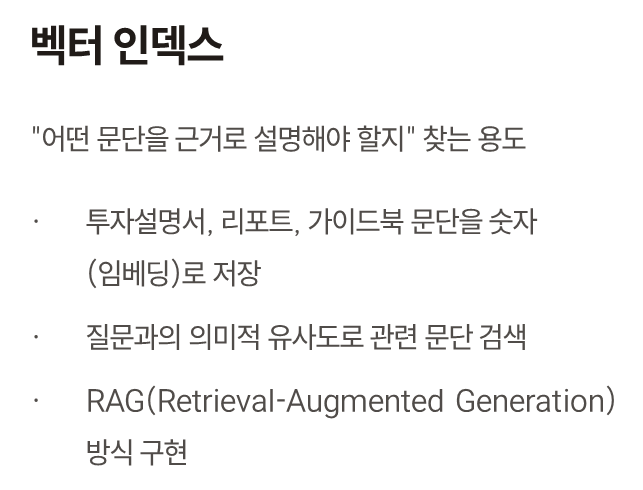 벡터 인덱스
"어떤 문단을 근거로 설명해야 할지" 찾는 용도
· 투자설명서, 리포트, 가이드북 문단을 숫자
(임베딩)로 저장
· 질문과의 의미적 유사도로 관련 문단 검색
· RAG(Retrieval-Augmented Generation)
방식 구현